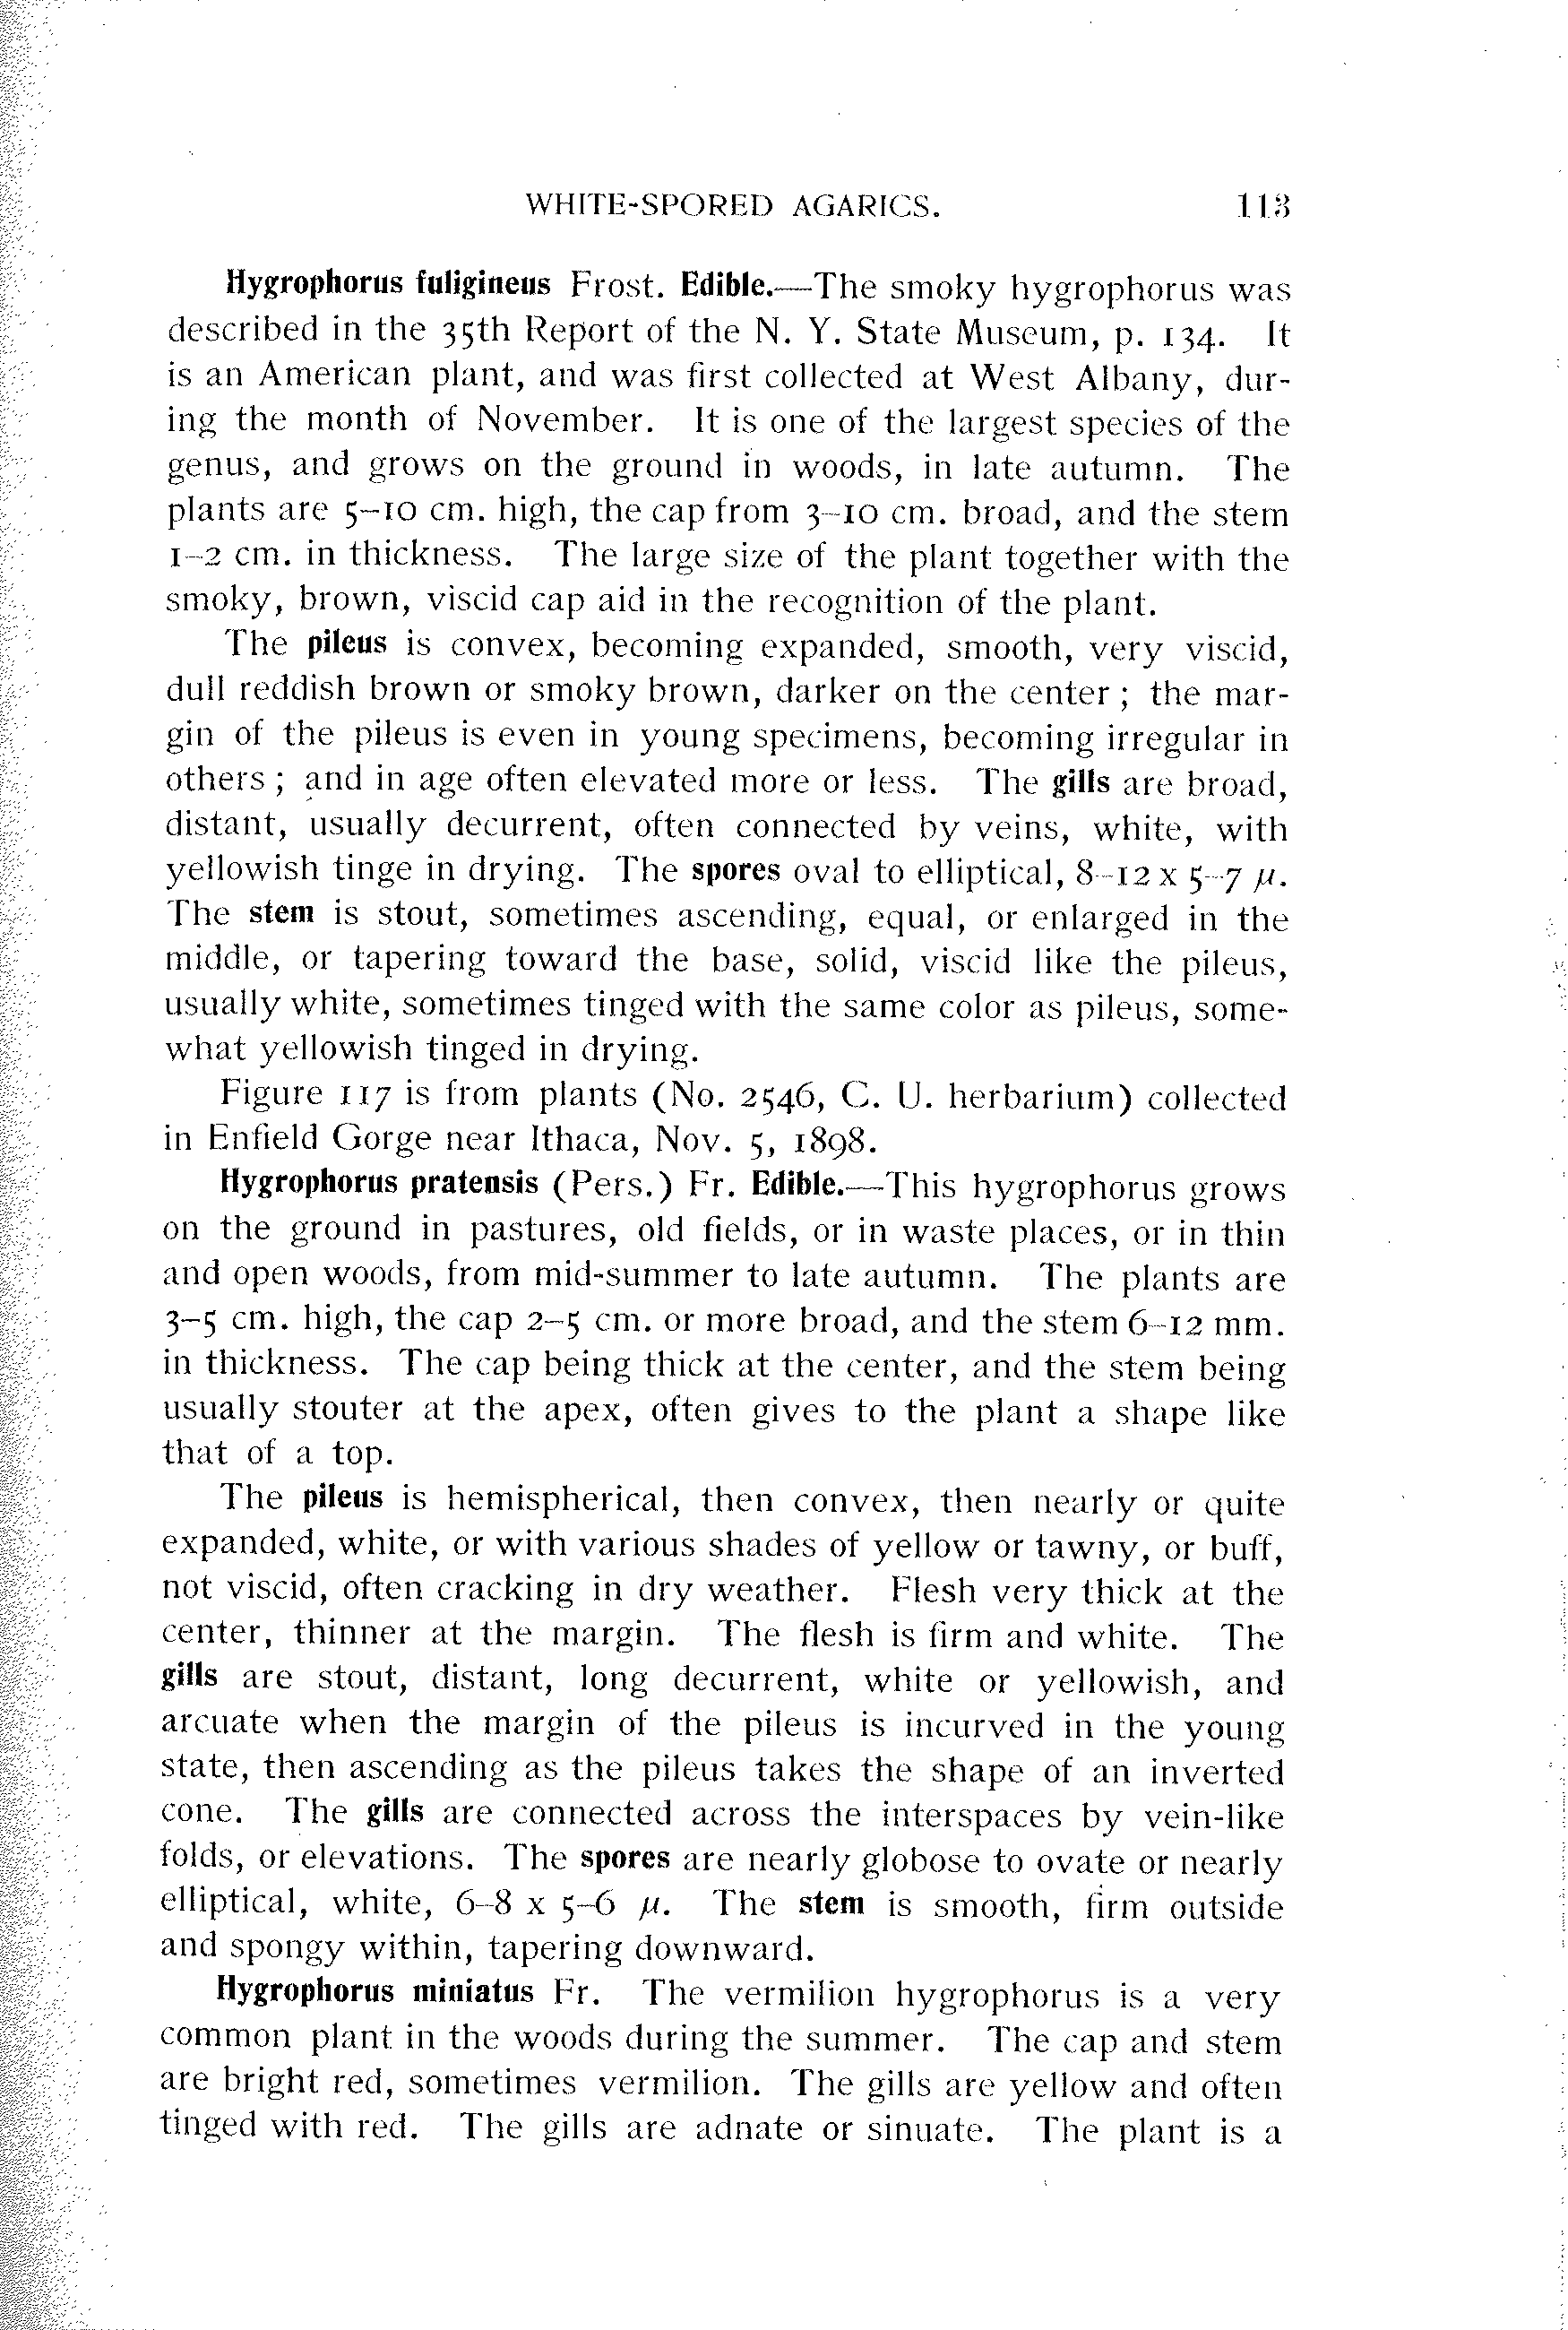 WHITE-SPORED AGARICS. 113
Hygrophorus fuligineus Frost. Edible.—The smoky hygrophorus was
described in the 35th Report of the N. Y. State Museum, p. 134. It
is an American plant, and was first collected at West Albany, dur-
ing the month of November. It is one of the largest species of the
genus, and grows on the ground in woods, in late autumn. The
plants are 5–10 cm. high, the cap from 3–10 cm. broad, and the stem
1–2 cm. in thickness. The large size of the plant together with the
smoky, brown, viscid cap aid in the recognition of the plant.
The pileus is convex, becoming expanded, smooth, very viscid,
dull reddish brown or smoky brown, darker on the center ; the mar-
gin of the pileus is even in young specimens, becoming irregular in
others ; and in age often elevated more or less. The gills are broad,
distant, usually decurrent, often connected by veins, white, with
yellowish tinge in drying. The spores oval to elliptical, 8–12 x 5–7 µ.
The stem is stout, sometimes ascending, equal, or enlarged in the
middle, or tapering toward the base, solid, viscid like the pileus,
usually white, sometimes tinged with the same color as pileus, some-
what yellowish tinged in drying.
Figure 117 is from plants (No. 2546, C. U. herbarium) collected
in Enfield Gorge near Ithaca, Nov. 5, 1898.
Hygrophorus pratensis (Pers.) Fr. Edible.—This hygrophorus grows
on the ground in pastures, old fields, or in waste places, or in thin
and open woods, from mid-summer to late autumn. The plants are
3–5 cm. high, the cap 2–5 cm. or more broad, and the stem 6–12 mm.
in thickness. The cap being thick at the center, and the stem being
usually stouter at the apex, often gives to the plant a shape like
that of a top.
The pileus is hemispherical, then convex, then nearly or quite
expanded, white, or with various shades of yellow or tawny, or buff,
not viscid, often cracking in dry weather. Flesh very thick at the
center, thinner at the margin. The flesh is firm and white. The
gills are stout, distant, long decurrent, white or yellowish, and
arcuate when the margin of the pileus is incurved in the young
state, then ascending as the pileus takes the shape of an inverted
cone. The gills are connected across the interspaces by vein-like
folds, or elevations. The spores are nearly globose to ovate or nearly
elliptical, white, 6–8 x 5–6 µ. The stem is smooth, firm outside
and spongy within, tapering downward.
Hygrophorus miniatus Fr. The vermilion hygrophorus is a very
common plant in the woods during the summer. The cap and stem
are bright red, sometimes vermilion. The gills are yellow and often
tinged with red. The gills are adnate or sinuate. The plant is a